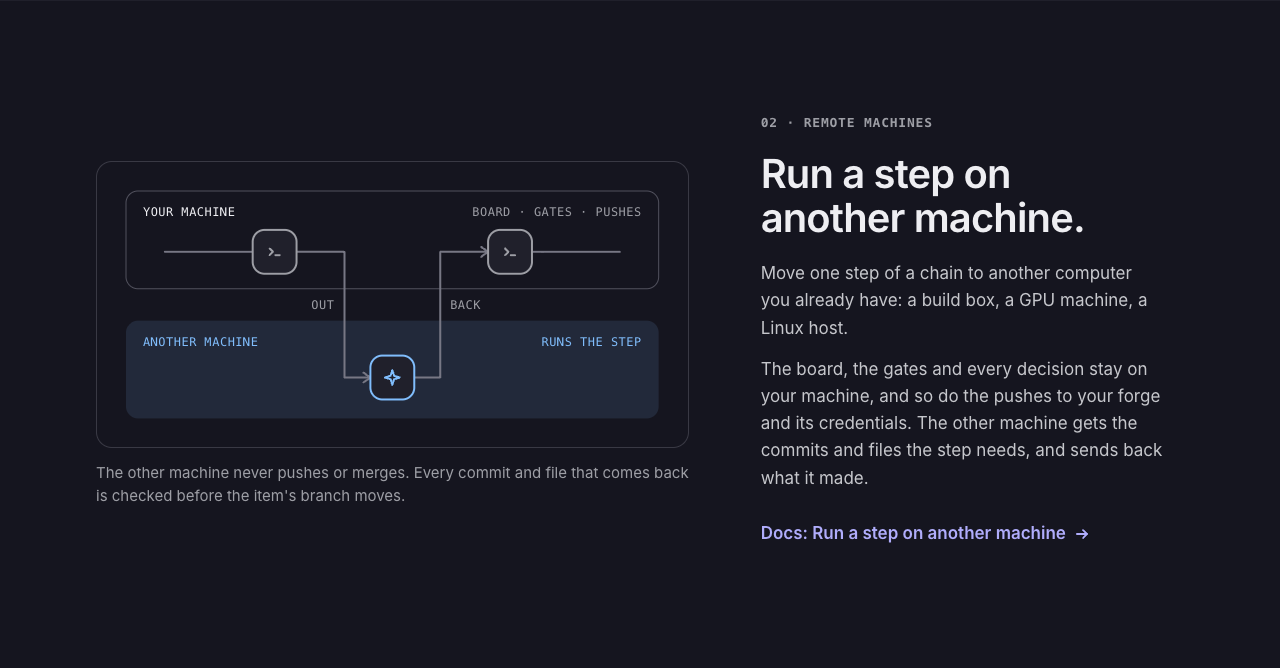 YOUR MACHINE
BOARD · GATES · PUSHES
OUT
BACK
ANOTHER MACHINE
RUNS THE STEP
The other machine never pushes or merges. Every commit and file that comes back
is checked before the item's branch moves.
02 · REMOTE MACHINES
Run a step on
another machine.
Move one step of a chain to another computer
you already have: a build box, a GPU machine, a
Linux host.
The board, the gates and every decision stay on
your machine, and so do the pushes to your forge
and its credentials. The other machine gets the
commits and files the step needs, and sends back
what it made.
Docs: Run a step on another machine →